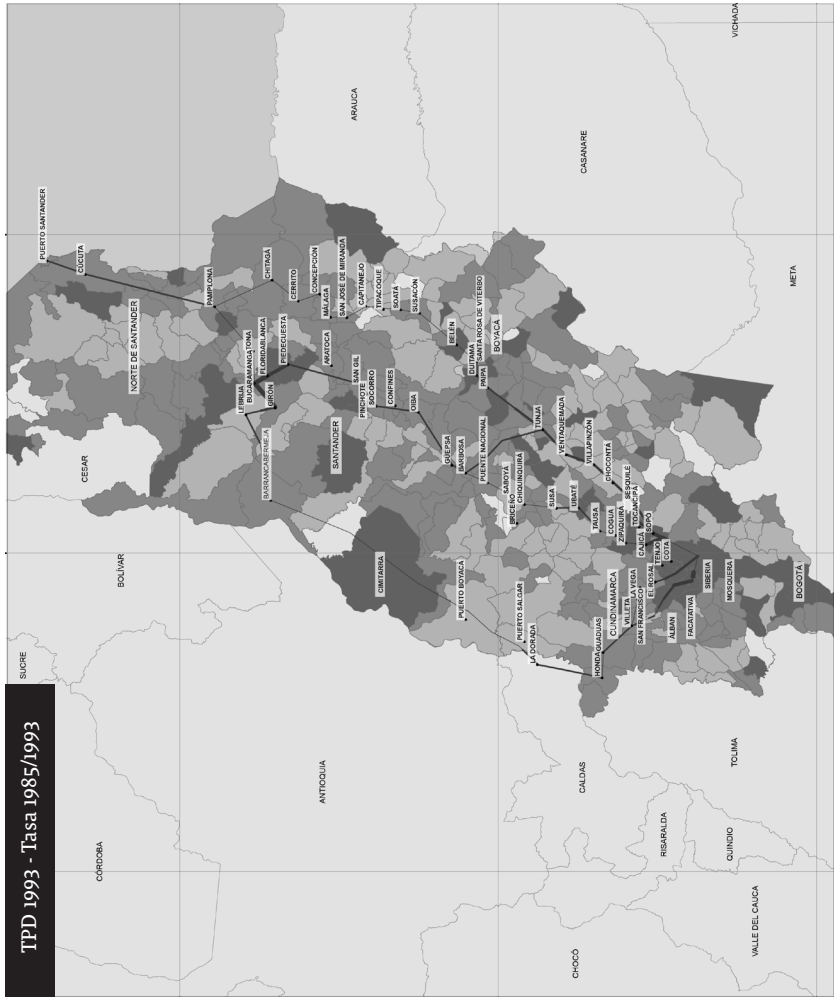 TPD 1993 - Tasa 1985/1993
SUCRE
CÓRDOBA
BOLÍVAR
CESAR
ANTIOQUIA
CHOCÓ
CALDAS
RISARALDA
QUINDIO
VALLE DEL CAUCA
TOLIMA
META
CASANARE
VICHADA
ARAUCA
NORTE DE SANTANDER
SANTANDER
BOYACÁ
CUNDINAMARCA
BOGOTÁ
PUERTO SANTANDER
CÚCUTA
PAMPLONA
CHITAGÁ
CERRITO
CONCEPCIÓN
MÁLAGA
SAN JOSÉ DE MIRANDA
CAPITANEJO
TIPACOQUE
SOATÁ
SUSACÓN
BELÉN
SANTA ROSA DE VITERBO
DUITAMA
PAIPA
TONA
BUCARAMANGA
LEBRIJA
FLORIDABLANCA
GIRÓN
PIEDECUESTA
BARRANCABERMEJA
ARATOCA
SAN GIL
PINCHOTE
SOCORRO
CONFINES
OIBA
GÜEPSA
BARBOSA
PUENTE NACIONAL
TUNJA
VENTAQUEMADA
VILLAPINZÓN
CHOCONTÁ
SESQUILÉ
TOCANCIPÁ
SOPÓ
SABOYÁ
CHIQUINQUIRÁ
BRICEÑO
SUSA
UBATÉ
TAUSA
COGUA
ZIPAQUIRÁ
CAJICÁ
TENJO
COTA
CIMITARRA
PUERTO BOYACÁ
PUERTO SALGAR
LA DORADA
HONDA
GUADUAS
VILLETA
LA VEGA
SAN FRANCISCO
EL ROSAL
ÁLBAN
FACATATIVA
SIBERIA
MOSQUERA